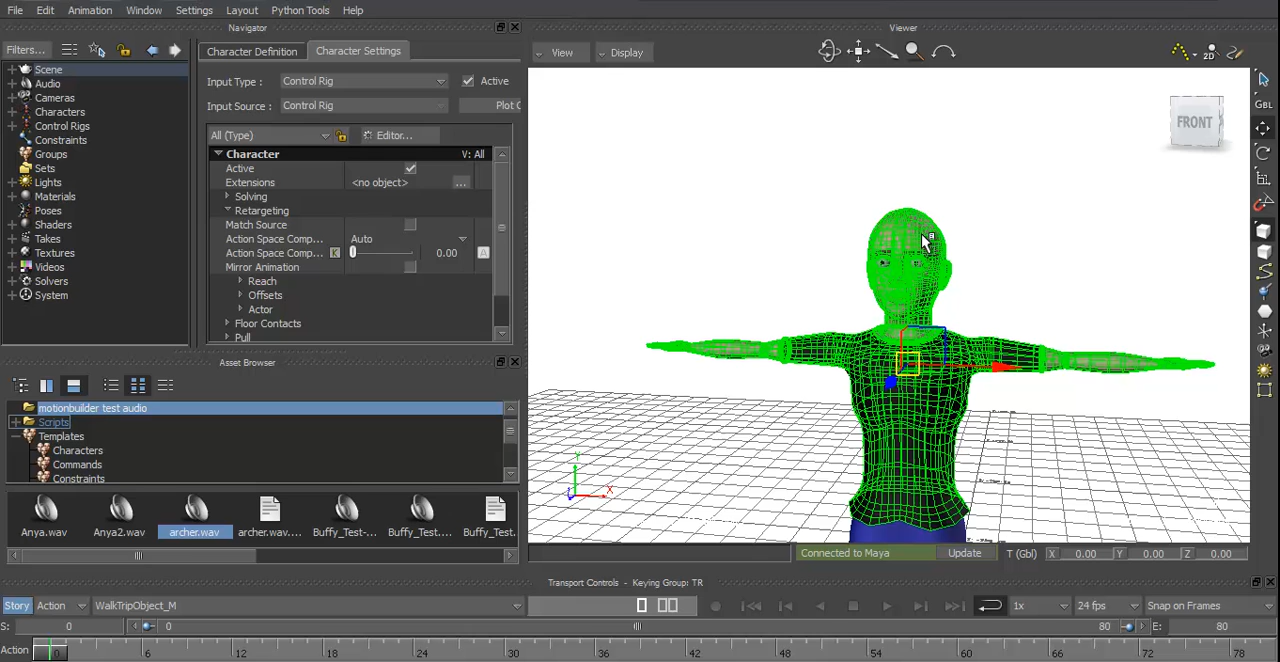 File Edit Animation Window Settings Layout Python Tools Help
Navigator
Viewer
Filters...
Character Definition Character Settings
View Display
Scene
Audio
Cameras
Characters
Control Rigs
Constraints
Groups
Sets
Lights
Materials
Poses
Shaders
Takes
Textures
Videos
Solvers
System
Input Type : Control Rig Active
Input Source : Control Rig Plot C
All (Type) Editor...
Character V: All
Active
Extensions <no object> ...
Solving
Retargeting
Match Source
Action Space Comp... Auto
Action Space Comp... K 0.00 A
Mirror Animation
Reach
Offsets
Actor
Floor Contacts
Pull
FRONT
2D
GBL
Y
X
Asset Browser
motionbuilder test audio
Scripts
Templates
Characters
Commands
Constraints
Anya.wav Anya2.wav archer.wav archer.wav.... Buffy_Test-... Buffy_Test.... Buffy_Test.
Connected to Maya Update T (Gbl) X 0.00 Y 0.00 Z 0.00
Transport Controls - Keying Group: TR
Story Action WalkTripObject_M 1x 24 fps Snap on Frames
S: 0 0 80 E: 80
Action 0 6 12 18 24 30 36 42 48 54 60 66 72 78